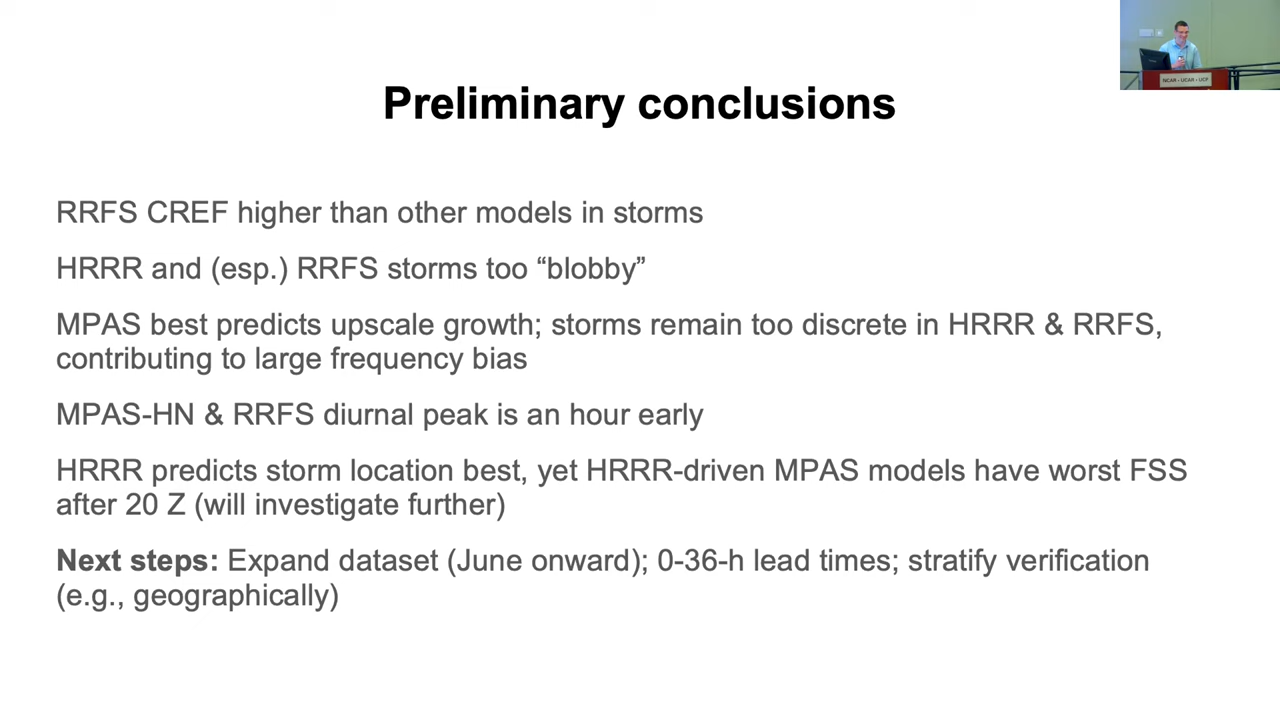 Preliminary conclusions
RRFS CREF higher than other models in storms
HRRR and (esp.) RRFS storms too “blobby”
MPAS best predicts upscale growth; storms remain too discrete in HRRR & RRFS,
contributing to large frequency bias
MPAS-HN & RRFS diurnal peak is an hour early
HRRR predicts storm location best, yet HRRR-driven MPAS models have worst FSS
after 20 Z (will investigate further)
Next steps: Expand dataset (June onward); 0-36-h lead times; stratify verification
(e.g., geographically)
NCAR • UCAR • UCP